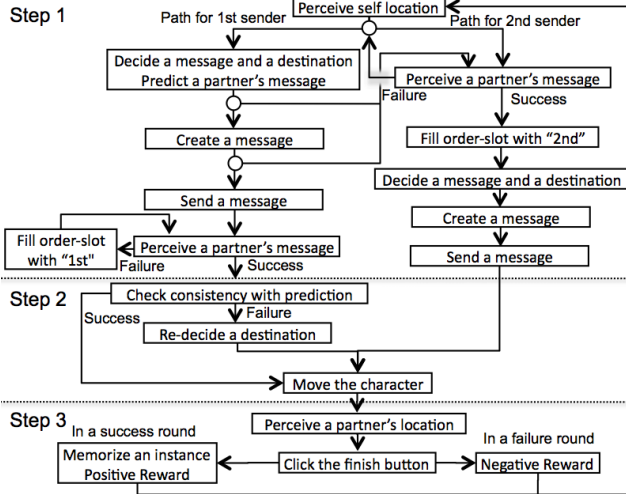 Step 1
Perceive self location
Path for 1st sender
Path for 2nd sender
Decide a message and a destination
Predict a partner's message
Perceive a partner's message
Failure
Success
Create a message
Fill order-slot with "2nd"
Decide a message and a destination
Send a message
Create a message
Fill order-slot
with "1st"
Perceive a partner's message
Send a message
Failure
Success
Step 2
Check consistency with prediction
Success
Failure
Re-decide a destination
Move the character
Step 3
In a success round
Perceive a partner's location
In a failure round
Memorize an instance
Positive Reward
Click the finish button
Negative Reward